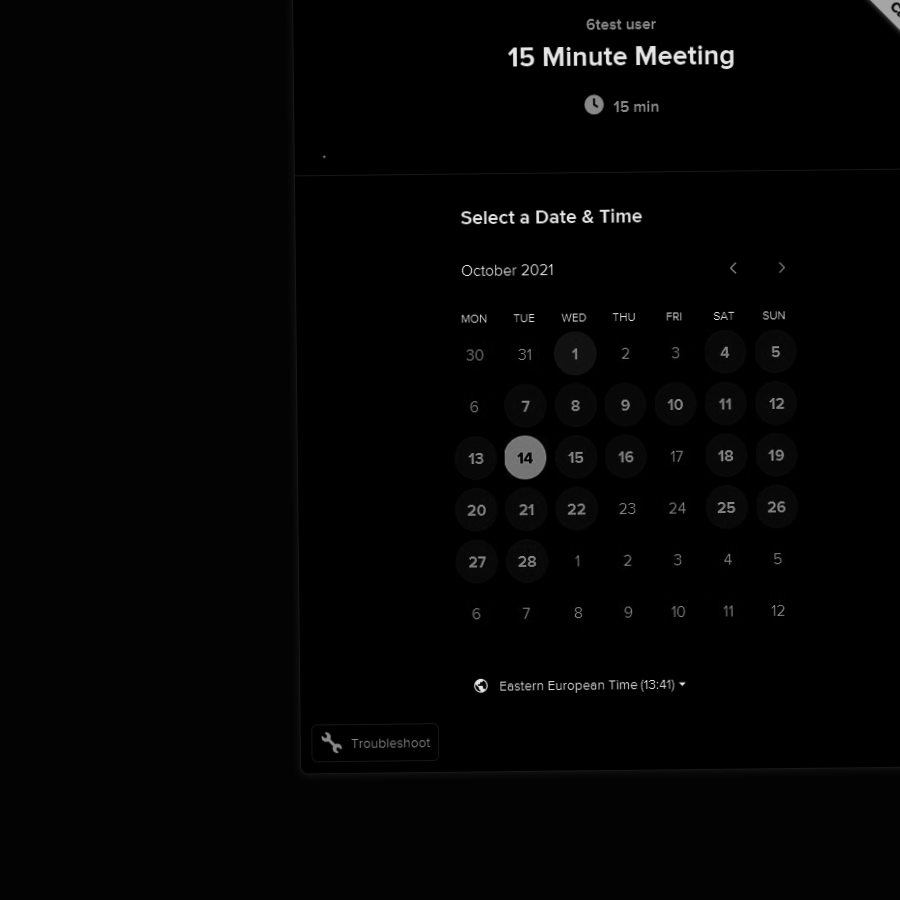 6test user
15 Minute Meeting
15 min
Select a Date & Time
October 2021
MON TUE WED THU FRI SAT SUN
30 31 1 2 3 4 5
6 7 8 9 10 11 12
13 14 15 16 17 18 19
20 21 22 23 24 25 26
27 28 1 2 3 4 5
6 7 8 9 10 11 12
Eastern European Time (13:41)
Troubleshoot